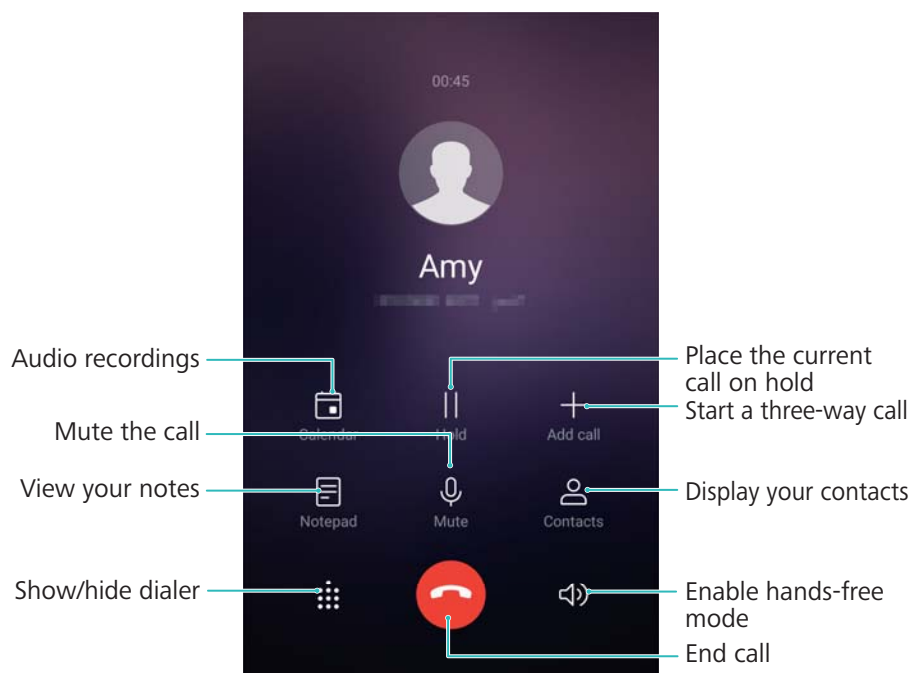 00:45
Amy
Audio recordings
Place the current
call on hold
Start a three-way call
Calendar
Hold
Add call
Mute the call
View your notes
Display your contacts
Notepad
Mute
Contacts
Show/hide dialer
Enable hands-free
mode
End call